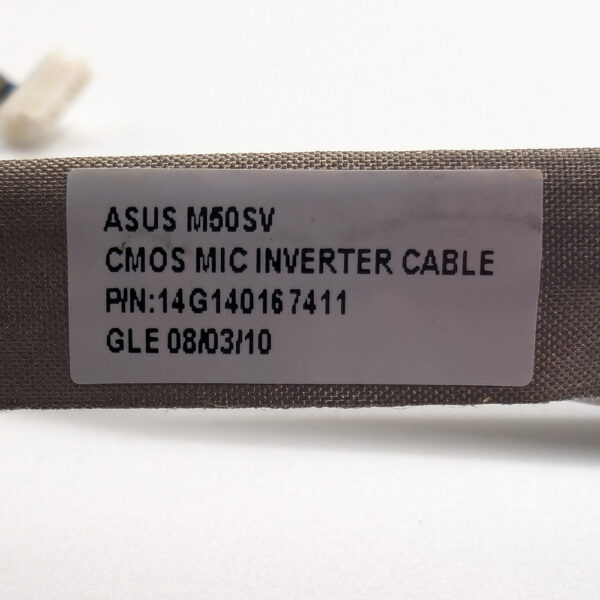 ASUS M50SV
CMOS MIC INVERTER CABLE
P/N:14G140167411
GLE 08/03/10